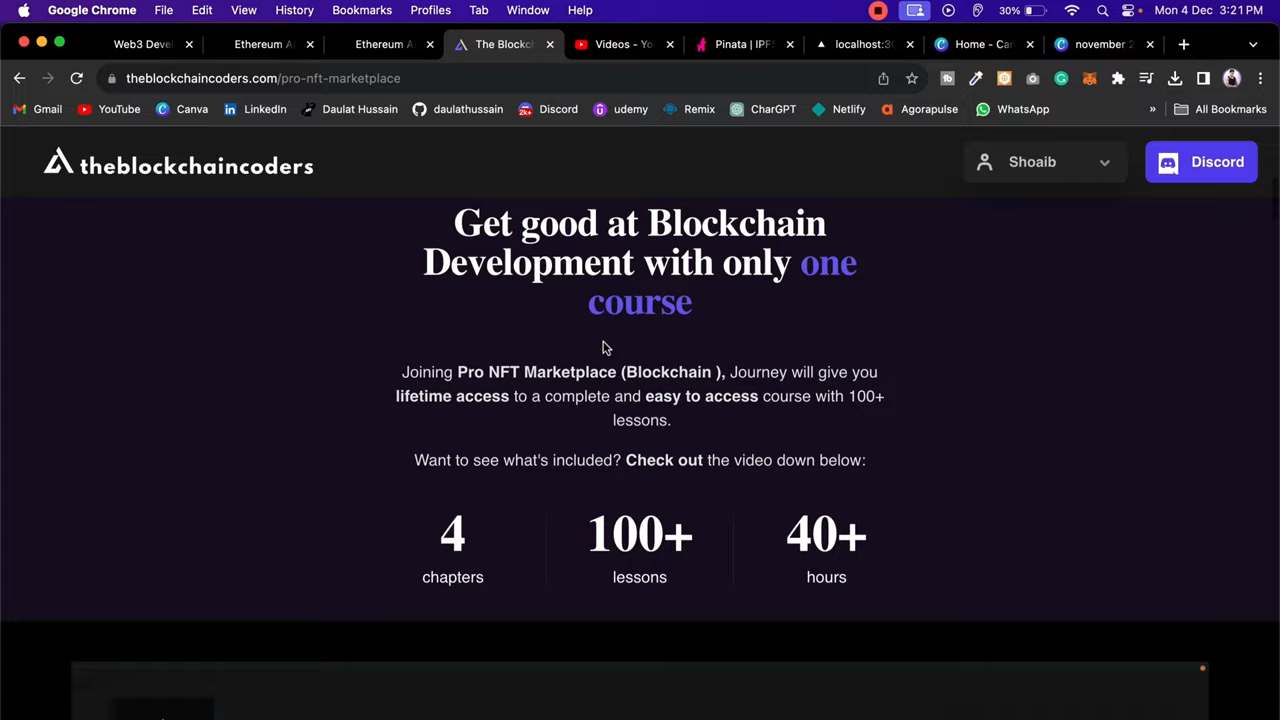 Google Chrome File Edit View History Bookmarks Profiles Tab Window Help 30% Mon 4 Dec 3:21 PM
Web3 Devel Ethereum A Ethereum A The Blockch Videos - Yo Pinata | IPFS localhost:30 Home - Can november 2
theblockchaincoders.com/pro-nft-marketplace
Gmail YouTube Canva LinkedIn Daulat Hussain daulathussain Discord udemy Remix CharGPT Netlify Agorapulse WhatsApp » All Bookmarks
theblockchaincoders Shoaib Discord
Get good at Blockchain
Development with only one
course
Joining Pro NFT Marketplace (Blockchain ), Journey will give you
lifetime access to a complete and easy to access course with 100+
lessons.
Want to see what's included? Check out the video down below:
4 100+ 40+
chapters lessons hours